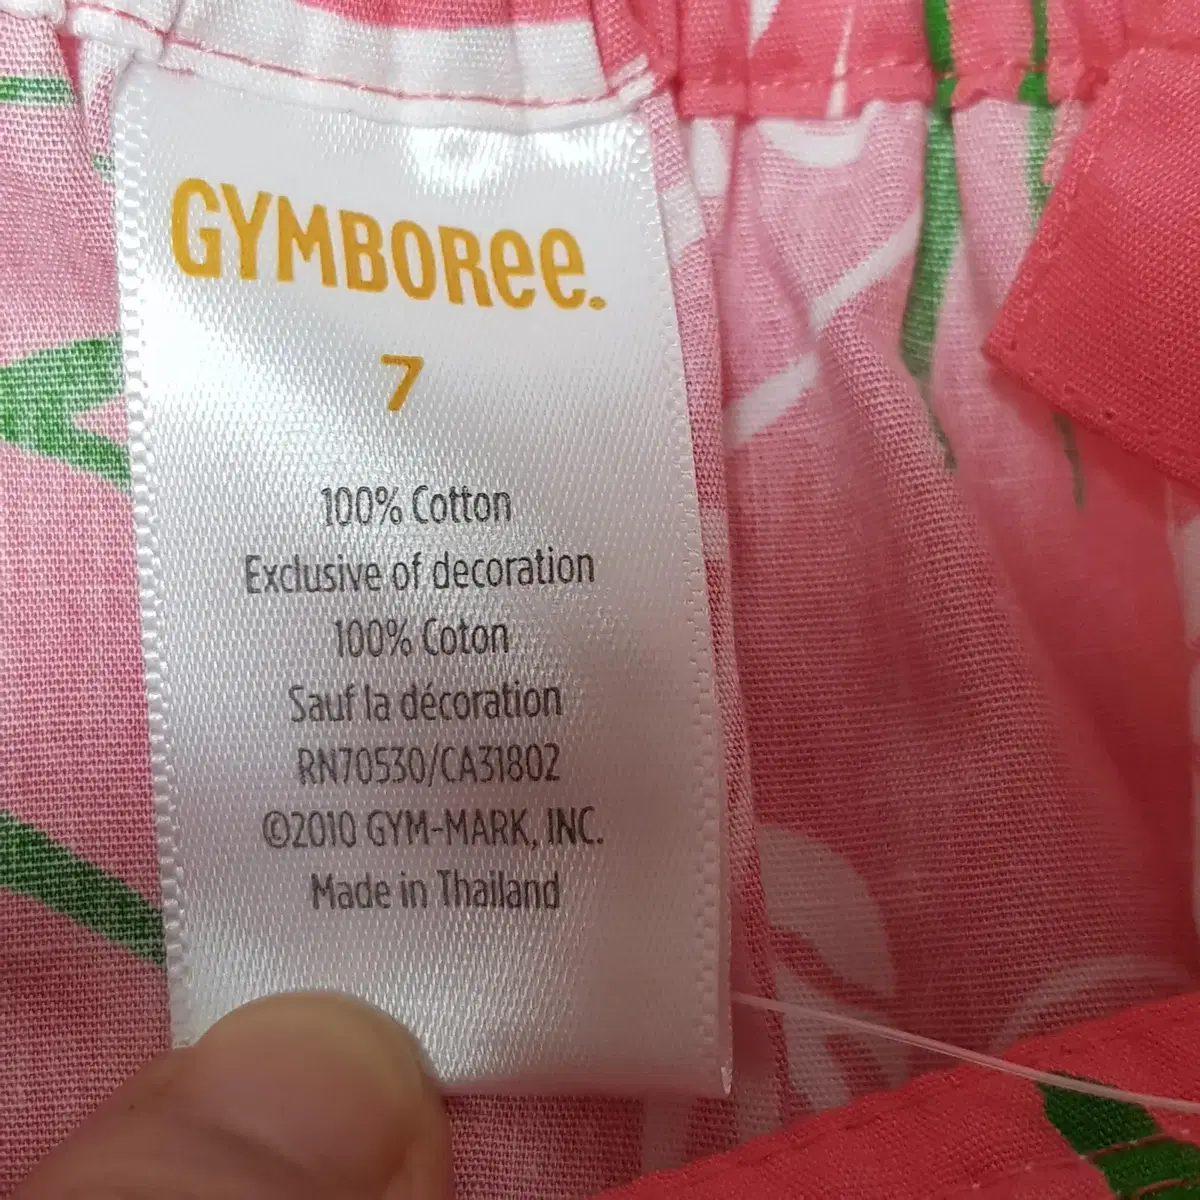 GYMBOREE.
7
100% Cotton
Exclusive of decoration
100% Coton
Sauf la décoration
RN70530/CA31802
©2010 GYM-MARK, INC.
Made in Thailand